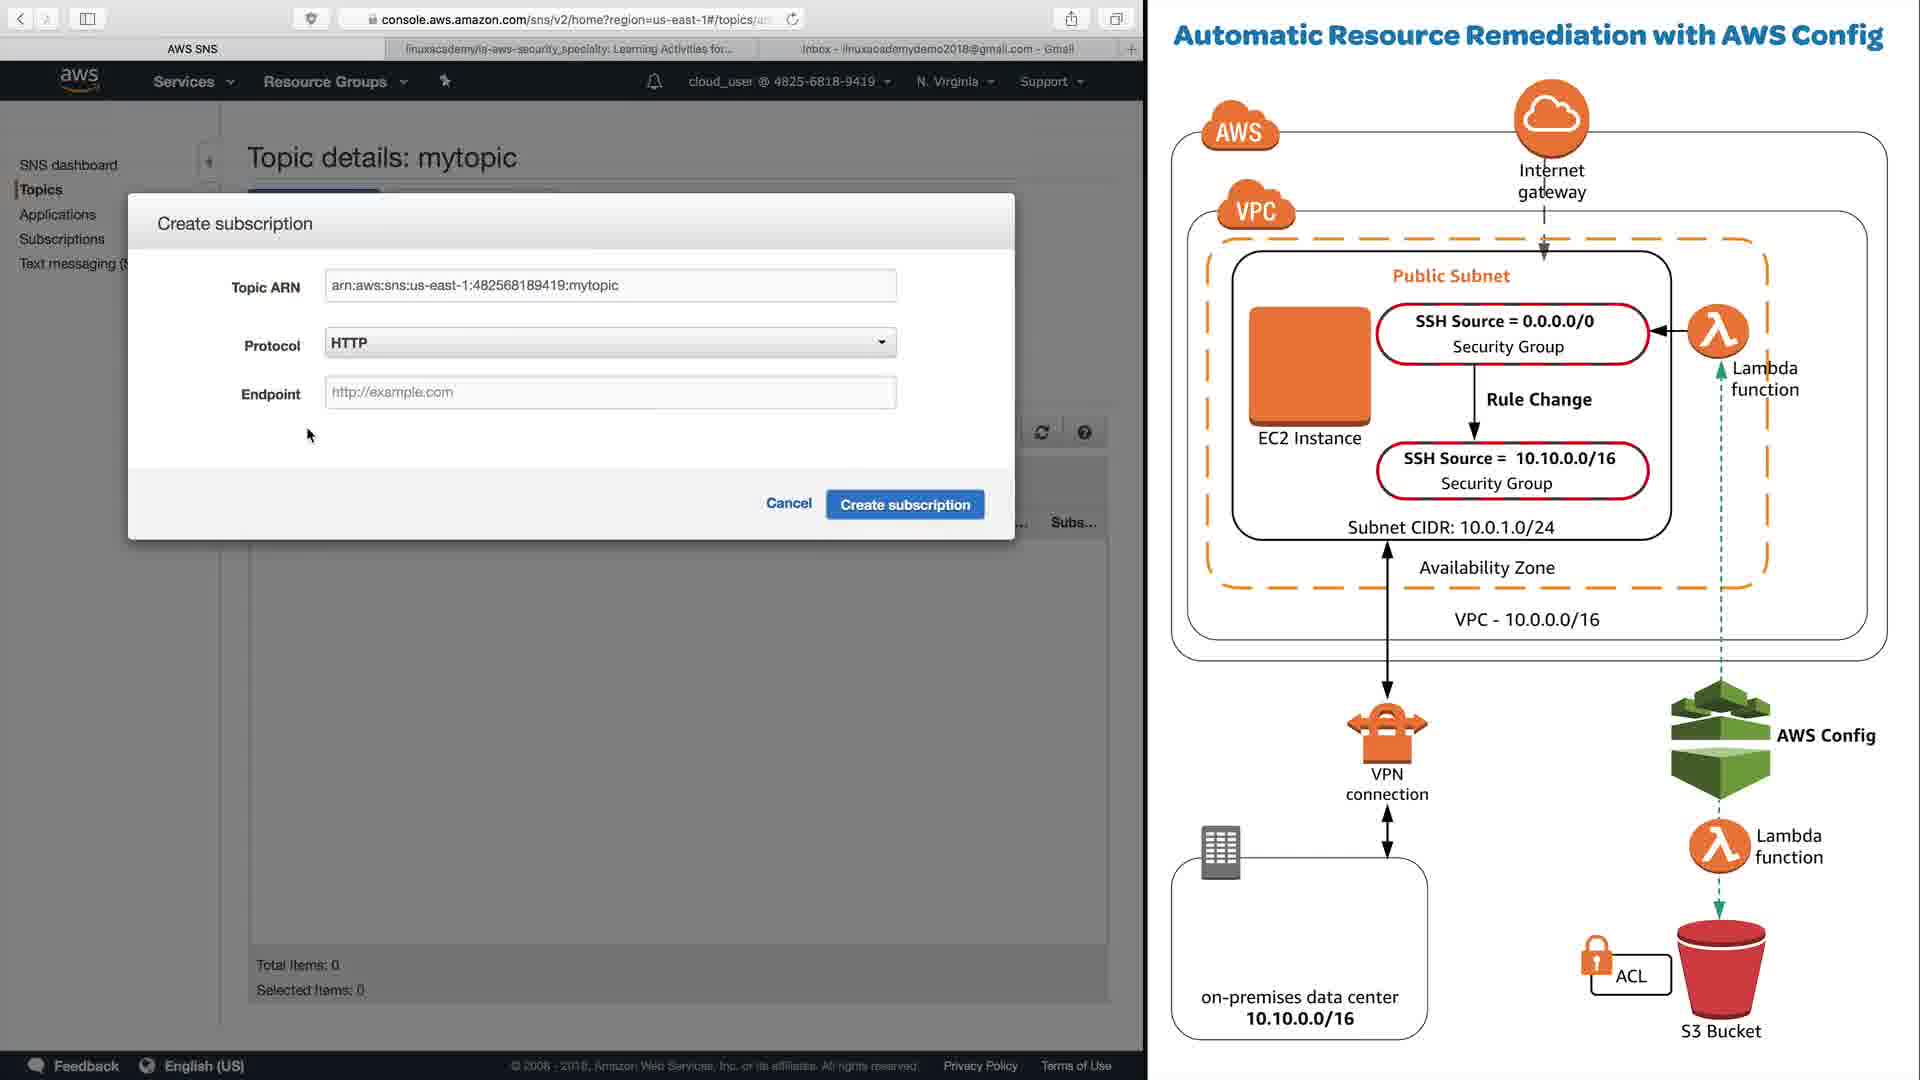 console.aws.amazon.com/sns/v2/home?region=us-east-1#/topics/
AWS SNS
linuxacademy/la-aws-security_specialty: Learning Activities for...
Inbox - linuxacademydemo2018@gmail.com - Gmail
aws
Services
Resource Groups
cloud_user @ 4825-6818-9419
N. Virginia
Support
SNS dashboard
Topics
Applications
Subscriptions
Text messaging
Topic details: mytopic
Create subscription
Topic ARN
arn:aws:sns:us-east-1:482568189419:mytopic
Protocol
HTTP
Endpoint
http://example.com
Cancel
Create subscription
Subs...
Total items: 0
Selected items: 0
Feedback
English (US)
© 2008 - 2018, Amazon Web Services, Inc. or its affiliates. All rights reserved.
Privacy Policy
Terms of Use
Automatic Resource Remediation with AWS Config
AWS
Internet
gateway
VPC
Public Subnet
SSH Source = 0.0.0.0/0
Security Group
Lambda
function
Rule Change
EC2 Instance
SSH Source = 10.10.0.0/16
Security Group
Subnet CIDR: 10.0.1.0/24
Availability Zone
VPC - 10.0.0.0/16
AWS Config
VPN
connection
Lambda
function
on-premises data center
10.10.0.0/16
ACL
S3 Bucket